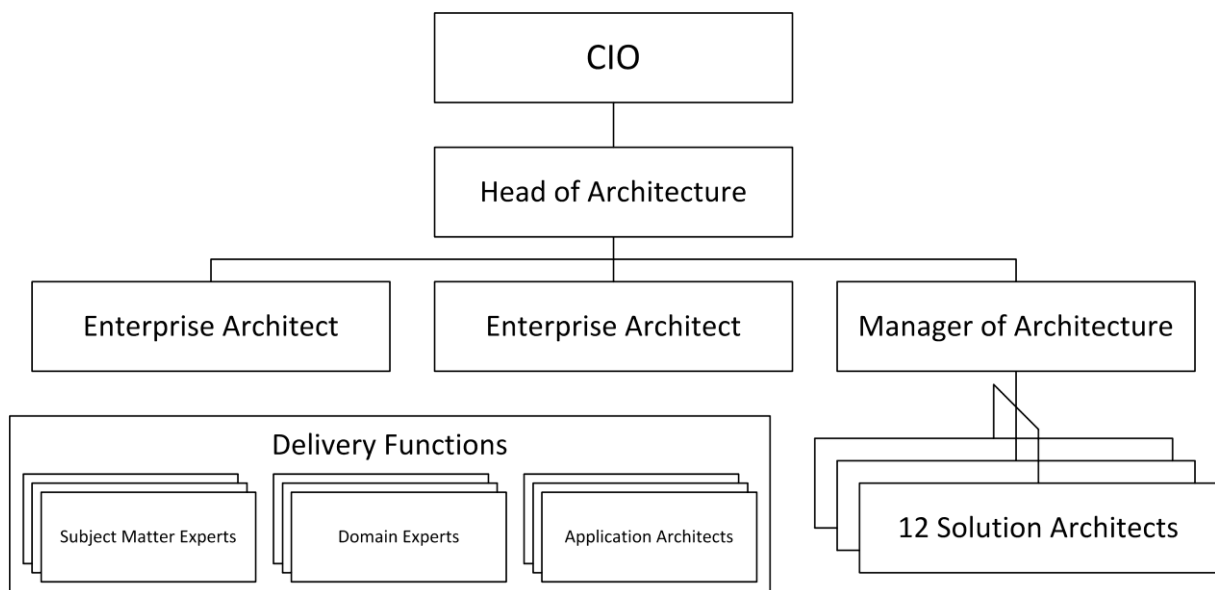 CIO
Head of Architecture
Enterprise Architect
Enterprise Architect
Manager of Architecture
Delivery Functions
Subject Matter Experts
Domain Experts
Application Architects
12 Solution Architects